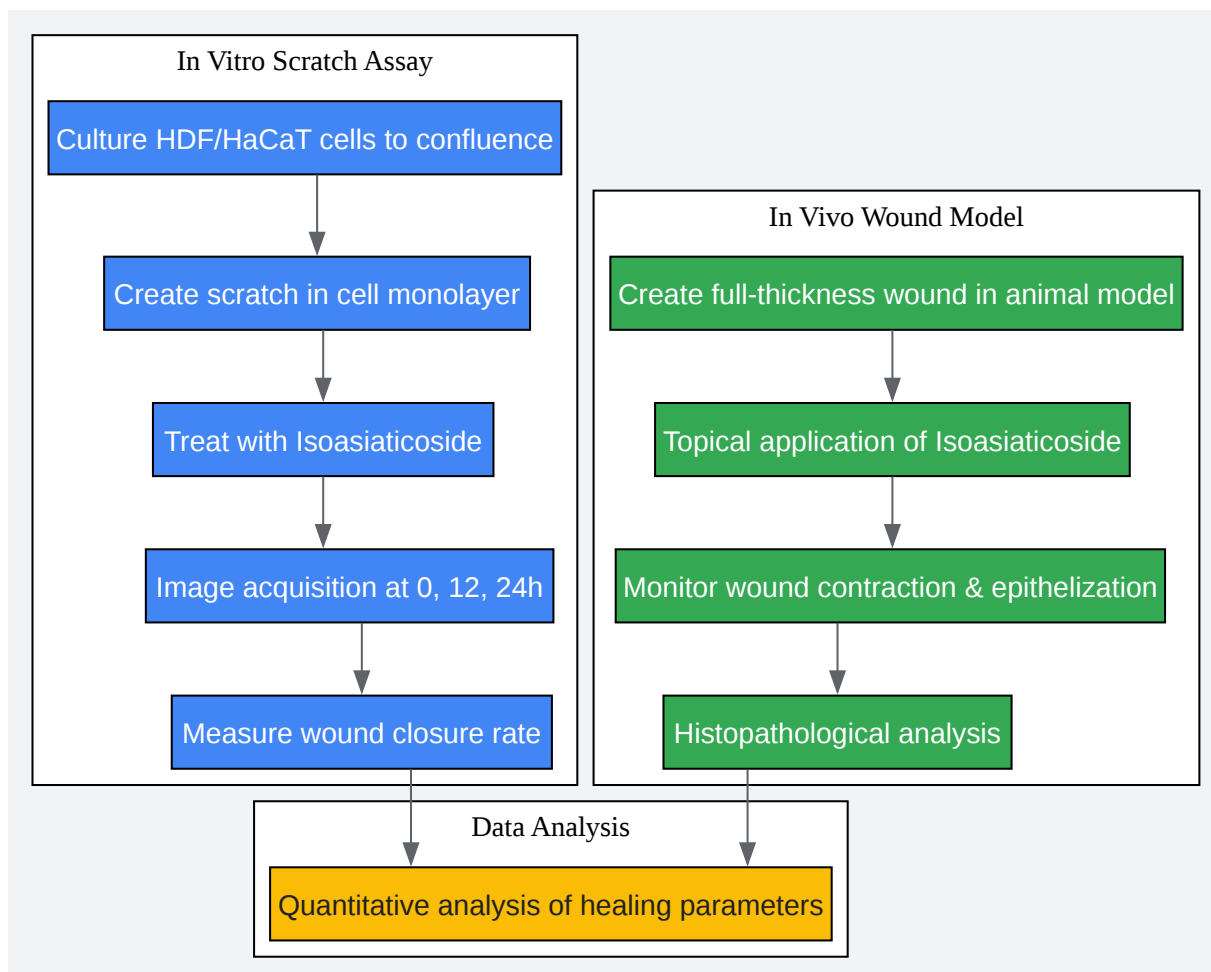 In Vitro Scratch Assay
Culture HDF/HaCaT cells to confluence
Create scratch in cell monolayer
Treat with Isoasiaticoside
Image acquisition at 0, 12, 24h
Measure wound closure rate
In Vivo Wound Model
Create full-thickness wound in animal model
Topical application of Isoasiaticoside
Monitor wound contraction & epithelization
Histopathological analysis
Data Analysis
Quantitative analysis of healing parameters